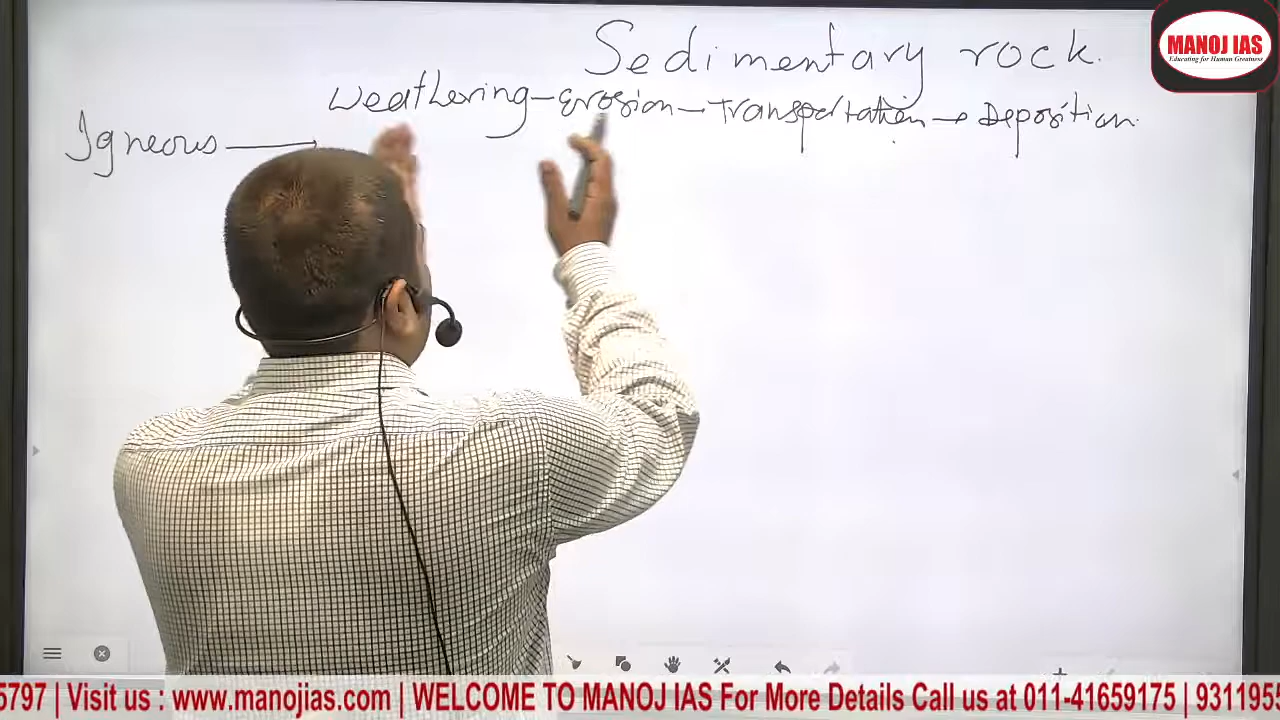 Sedimentary rock.
Weathering - Erosion - Transportation → Deposition.
Igneous
MANOJ IAS
Educating for Human Greatness
5797 | Visit us : www.manojias.com | WELCOME TO MANOJ IAS For More Details Call us at 011-41659175 | 931195